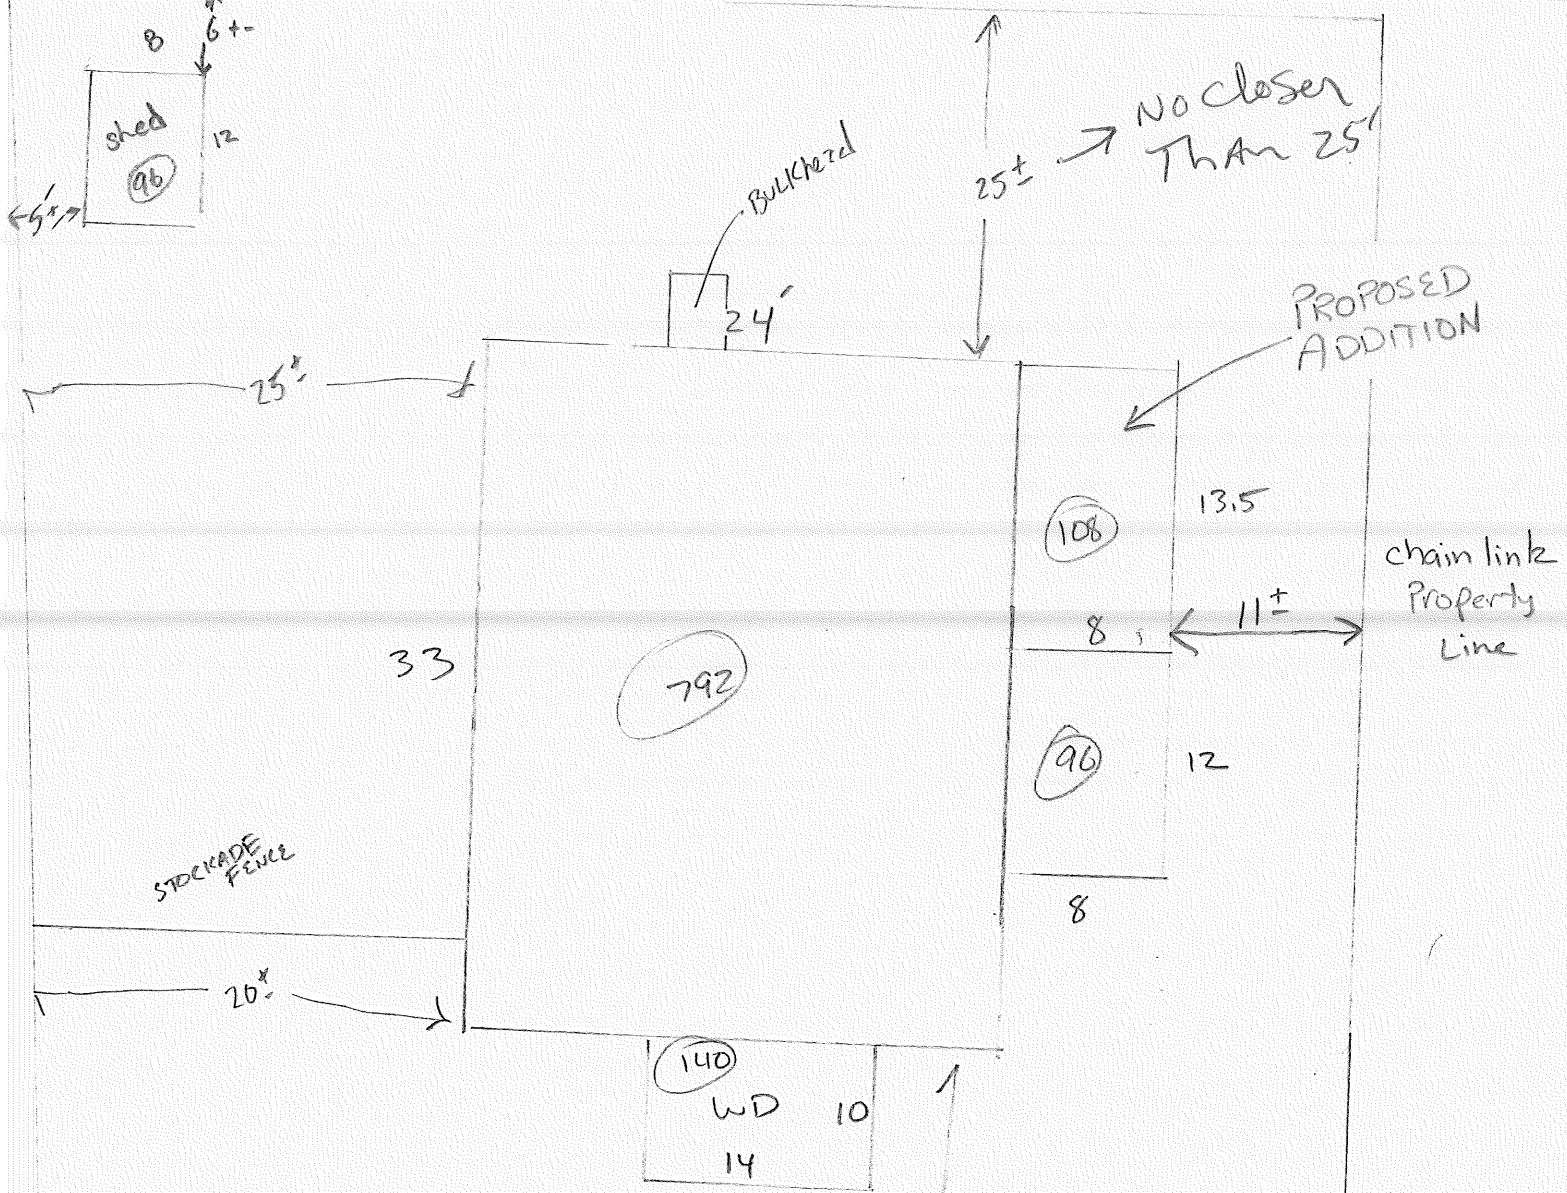 8
6+-
shed
96
12
5'±
Bulkhead
25±
No Closer
Than 25'
24'
PROPOSED
ADDITION
25±
108
13.5
11±
8
chain link
Property
Line
33
792
96
12
8
STOCKADE
FENCE
20±
140
WD
10
14